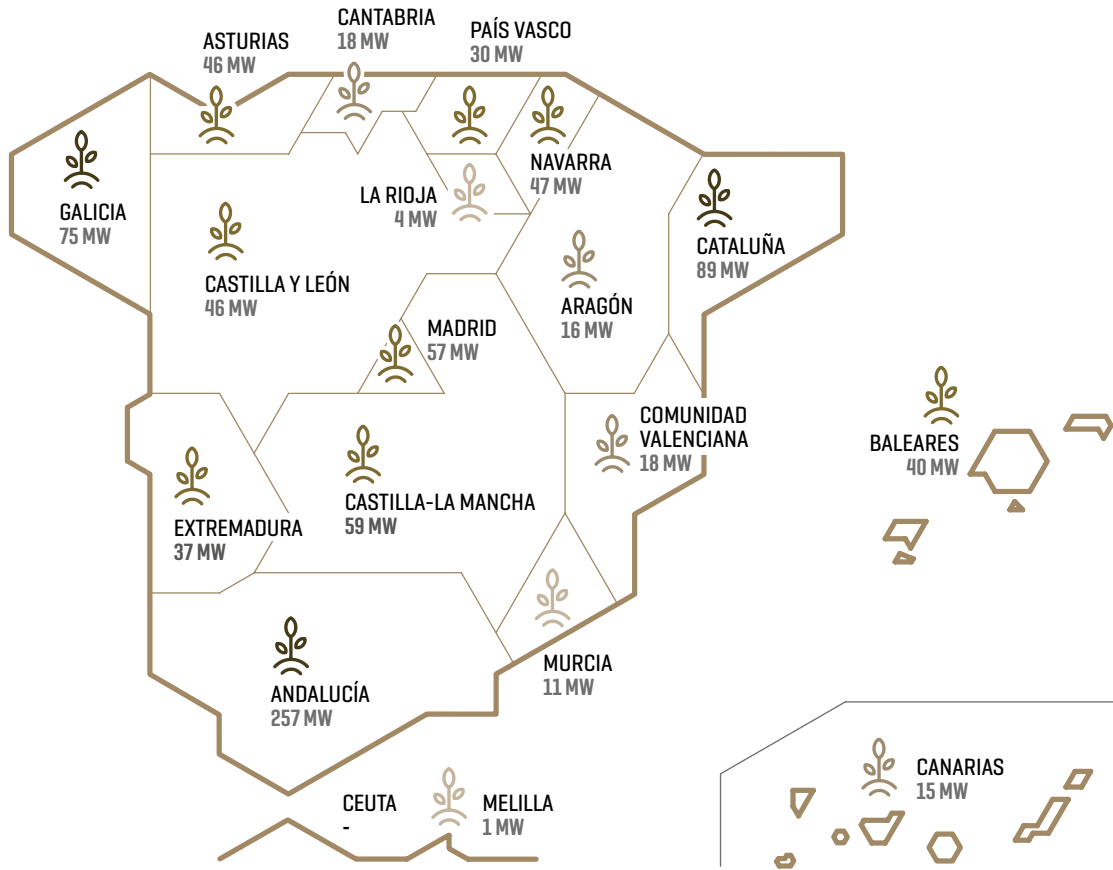 CANTABRIA
18 MW
PAÍS VASCO
30 MW
ASTURIAS
46 MW
NAVARRA
47 MW
LA RIOJA
4 MW
GALICIA
75 MW
CATALUÑA
89 MW
CASTILLA Y LEÓN
46 MW
ARAGÓN
16 MW
MADRID
57 MW
COMUNIDAD
VALENCIANA
18 MW
BALEARES
40 MW
CASTILLA-LA MANCHA
59 MW
EXTREMADURA
37 MW
MURCIA
11 MW
ANDALUCÍA
257 MW
CANARIAS
15 MW
CEUTA
-
MELILLA
1 MW